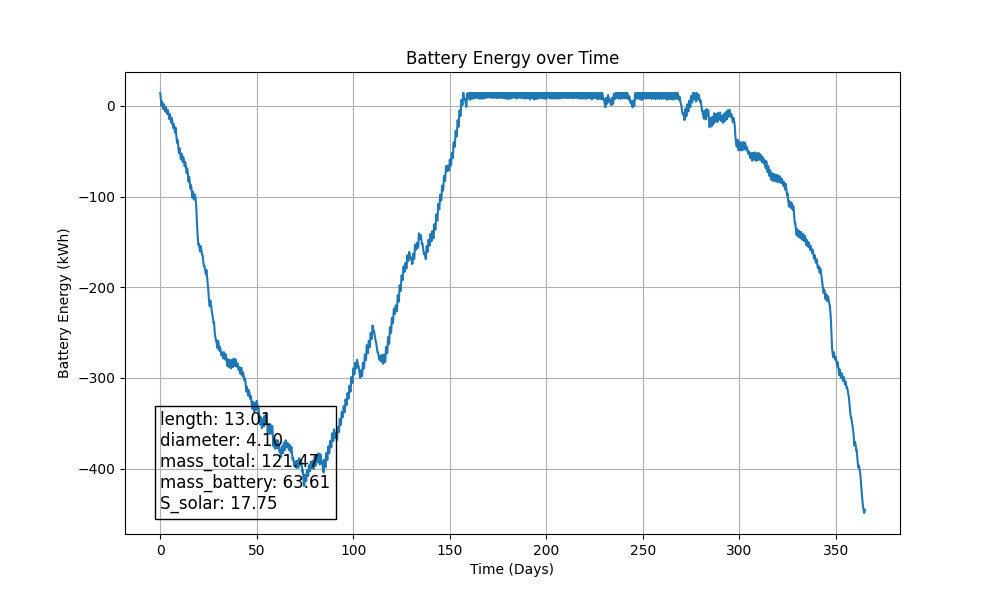 Battery Energy over Time
Battery Energy (kWh)
0
−100
−200
−300
−400
length: 13.01
diameter: 4.10
mass_total: 121.47
mass_battery: 63.61
S_solar: 17.75
0 50 100 150 200 250 300 350
Time (Days)